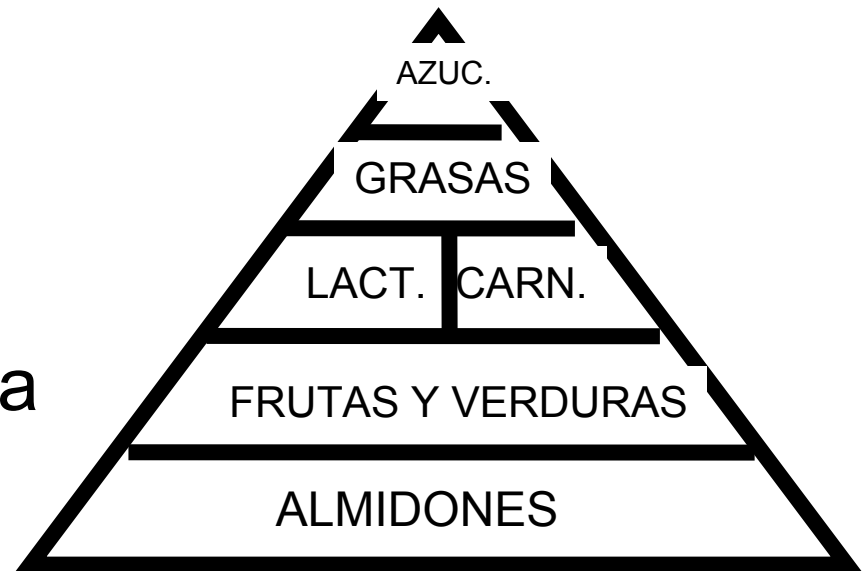 AZUC.
GRASAS
LACT. CARN.
a
FRUTAS Y VERDURAS
ALMIDONES